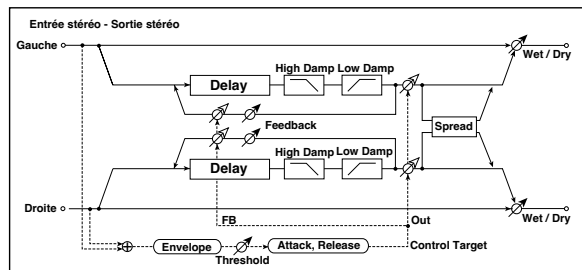 Entrée stéréo - Sortie stéréo
Gauche
Wet / Dry
High Damp Low Damp
Delay
Feedback
Spread
High Damp Low Damp
Delay
Droite
Wet / Dry
FB
Out
Envelope
Threshold
Attack, Release
Control Target